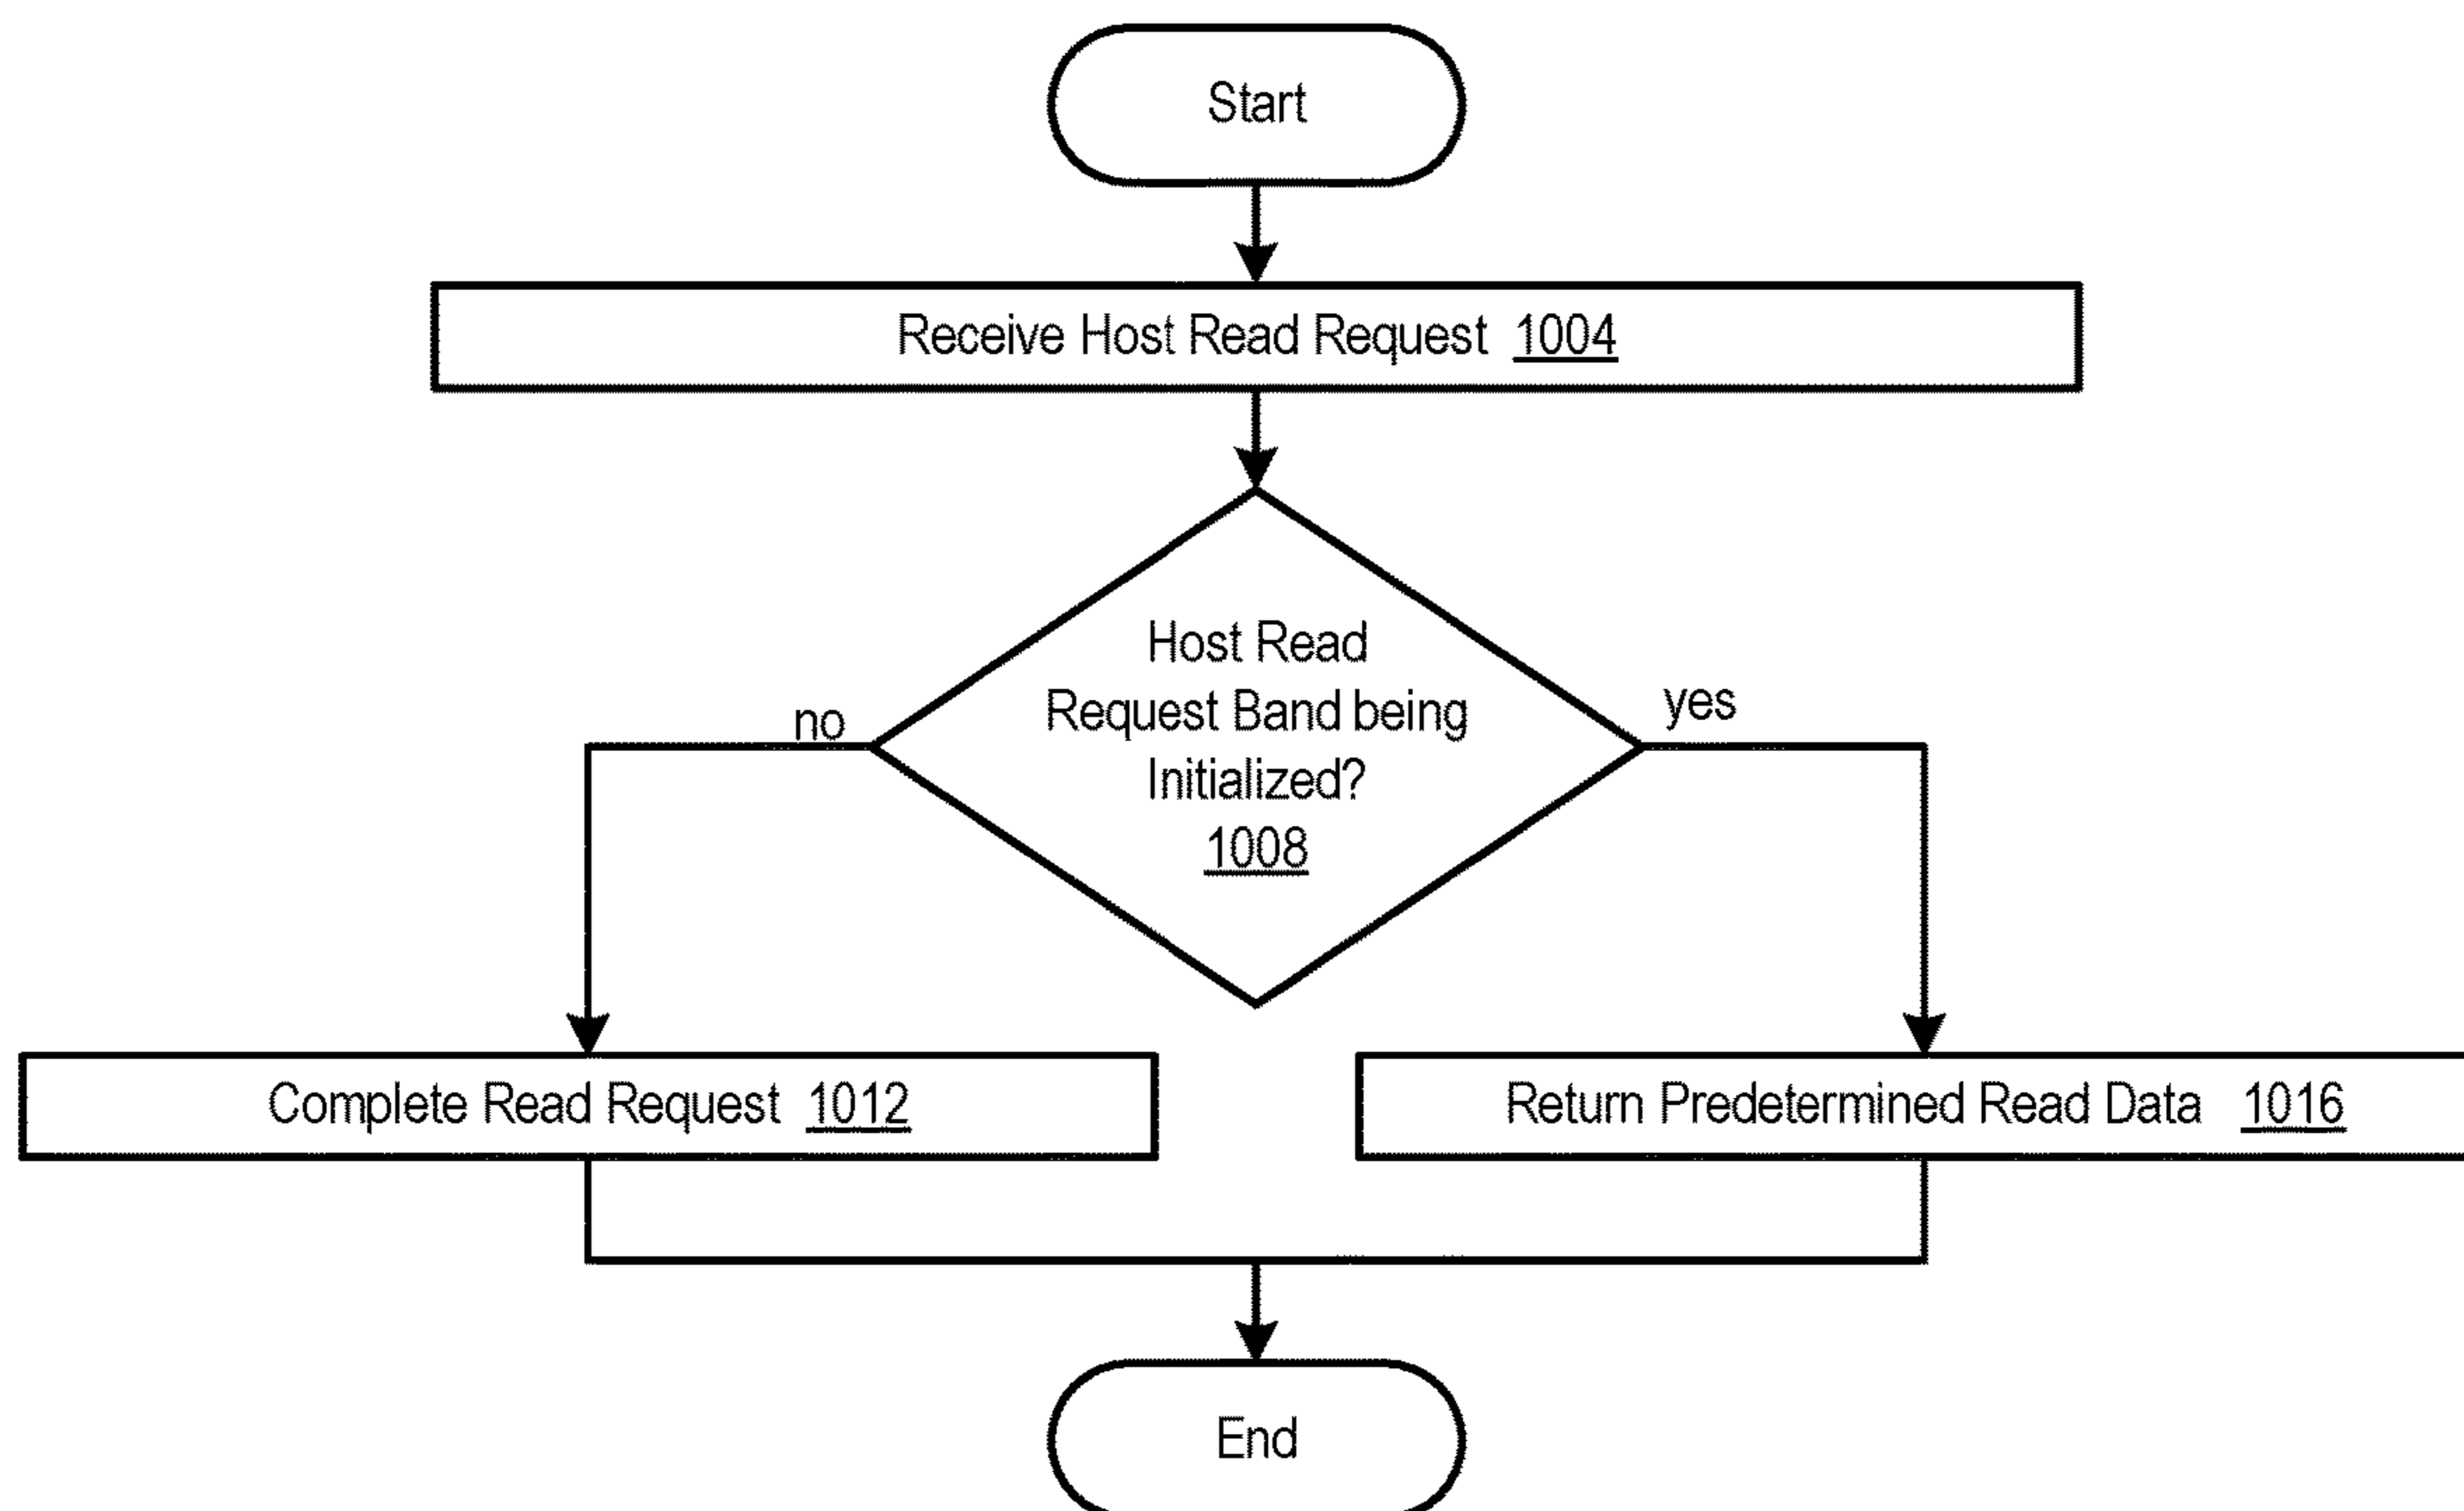 Start
Receive Host Read Request 1004
Host Read
Request Band being
Initialized?
1008
no
yes
Complete Read Request 1012
Return Predetermined Read Data 1016
End